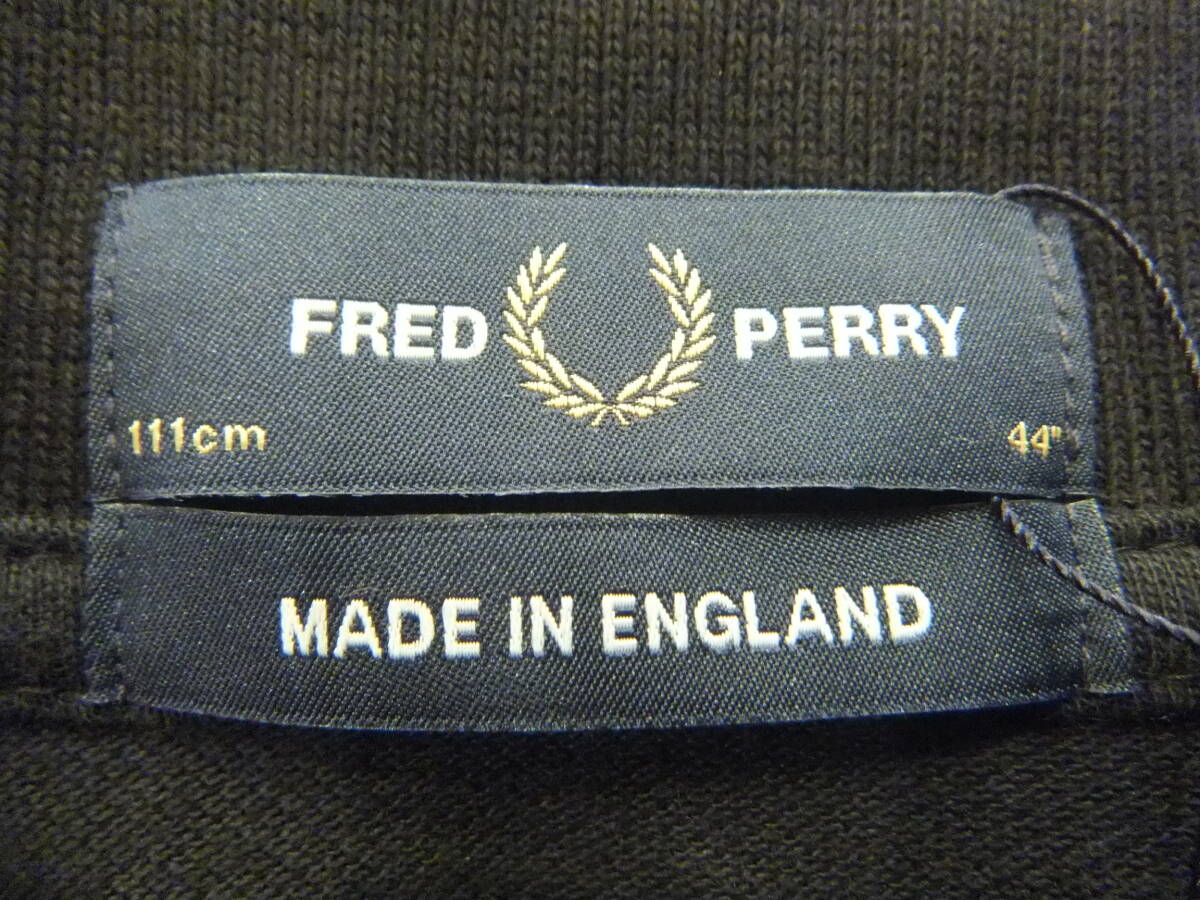 FRED PERRY
111cm 44"
MADE IN ENGLAND